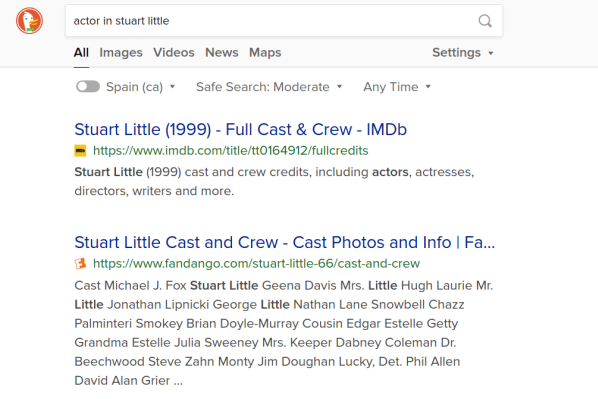 actor in stuart little
All Images Videos News Maps Settings
Spain (ca) Safe Search: Moderate Any Time
Stuart Little (1999) - Full Cast & Crew - IMDb
https://www.imdb.com/title/tt0164912/fullcredits
Stuart Little (1999) cast and crew credits, including actors, actresses,
directors, writers and more.
Stuart Little Cast and Crew - Cast Photos and Info | Fa...
https://www.fandango.com/stuart-little-66/cast-and-crew
Cast Michael J. Fox Stuart Little Geena Davis Mrs. Little Hugh Laurie Mr.
Little Jonathan Lipnicki George Little Nathan Lane Snowbell Chazz
Palminteri Smokey Brian Doyle-Murray Cousin Edgar Estelle Getty
Grandma Estelle Julia Sweeney Mrs. Keeper Dabney Coleman Dr.
Beechwood Steve Zahn Monty Jim Doughan Lucky, Det. Phil Allen
David Alan Grier ...